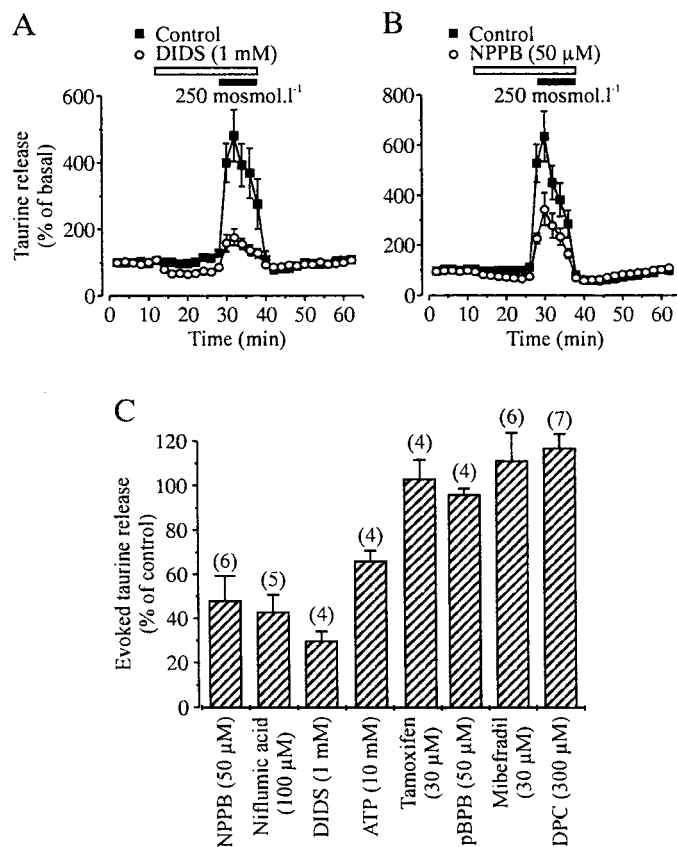 A
■ Control
○ DIDS (1 mM)
250 mosmol.l⁻¹
600
400
200
0
Taurine release
(% of basal)
0 10 20 30 40 50 60
Time (min)
B
■ Control
○ NPPB (50 µM)
250 mosmol.l⁻¹
800
600
400
200
0
0 10 20 30 40 50 60
Time (min)
C
120
100
80
60
40
20
0
Evoked taurine release
(% of control)
(6)
(5)
(4)
(4)
(4)
(4)
(6)
(7)
NPPB (50 µM)
Niflumic acid
(100 µM)
DIDS (1 mM)
ATP (10 mM)
Tamoxifen
(30 µM)
pBPB (50 µM)
Mibefradil
(30 µM)
DPC (300 µM)